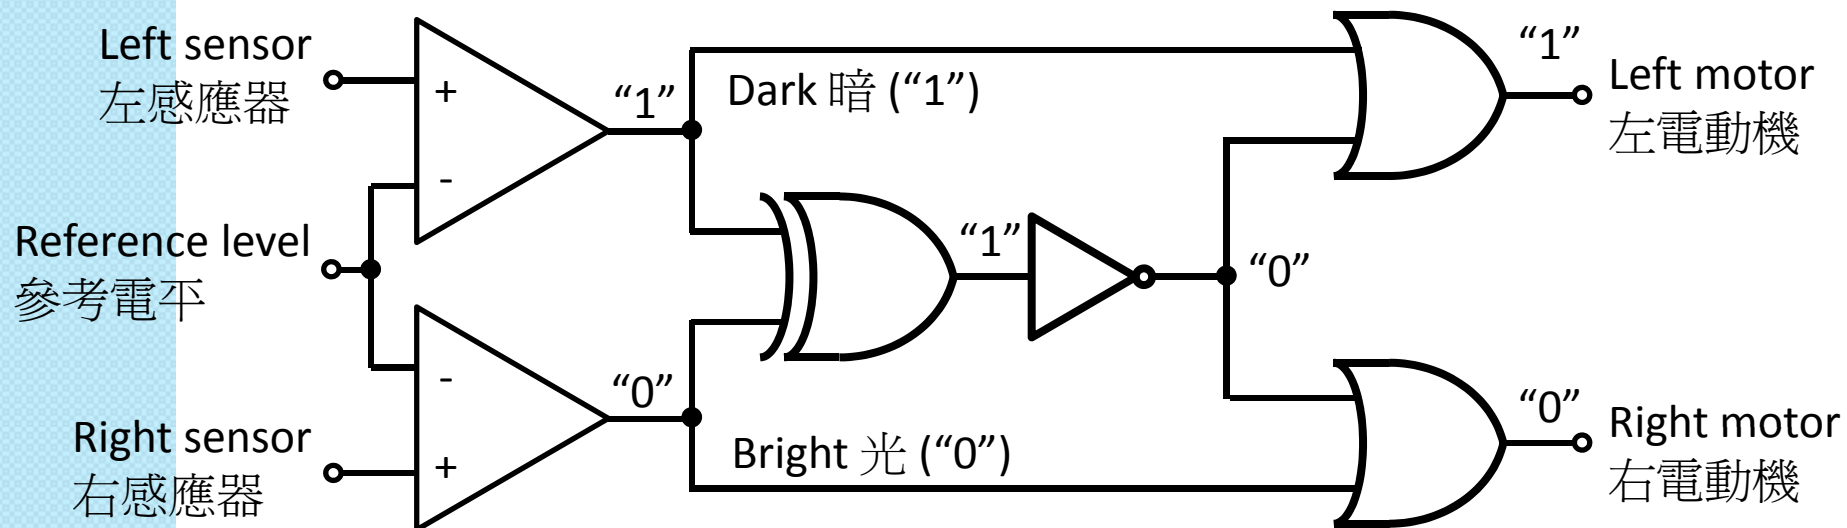 Left sensor
左感應器
+
-
“1”
Dark 暗 (“1”)
“1”
Left motor
左電動機
Reference level
參考電平
“1”
“0”
-
+
“0”
Right sensor
右感應器
Bright 光 (“0”)
“0”
Right motor
右電動機